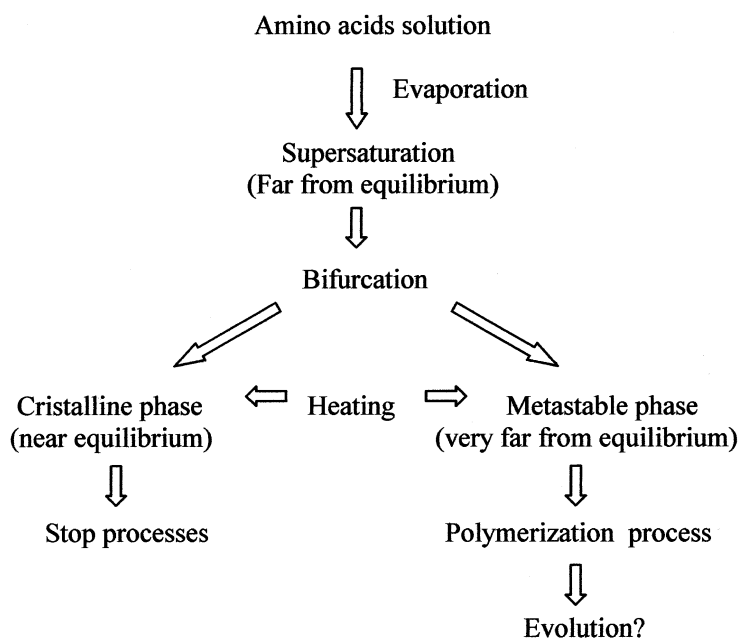 Amino acids solution
Evaporation
Supersaturation
(Far from equilibrium)
Bifurcation
Cristalline phase
(near equilibrium)
Heating
Metastable phase
(very far from equilibrium)
Stop processes
Polymerization process
Evolution?